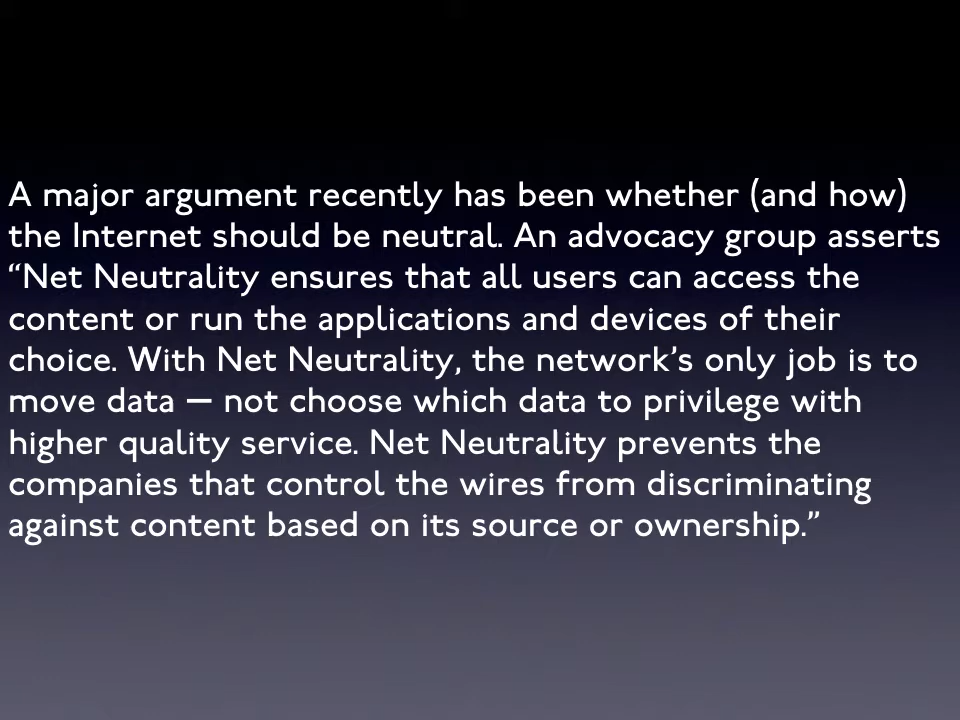 A major argument recently has been whether (and how)
the Internet should be neutral. An advocacy group asserts
“Net Neutrality ensures that all users can access the
content or run the applications and devices of their
choice. With Net Neutrality, the network’s only job is to
move data — not choose which data to privilege with
higher quality service. Net Neutrality prevents the
companies that control the wires from discriminating
against content based on its source or ownership.”